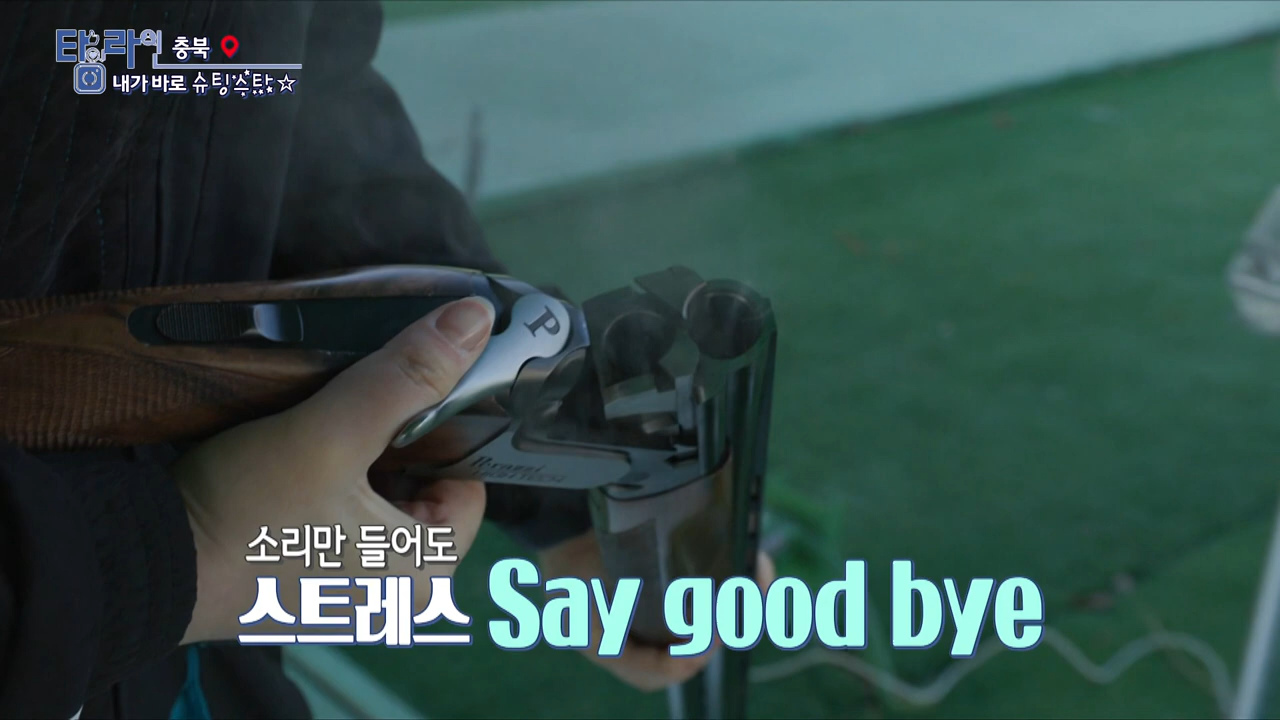 타임라인 충북
내가 바로 슈팅스타☆
P
Perazzi
소리만 들어도
스트레스 Say good bye